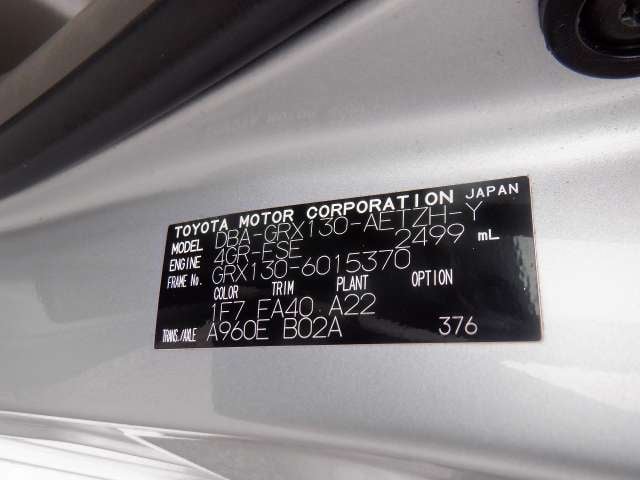 TOYOTA MOTOR CORPORATION JAPAN
MODEL DBA-GRX130-AETZH-Y
ENGINE 4GR-FSE 2499 mL
FRAME No. GRX130-6015370
COLOR TRIM PLANT OPTION
1F7 FA40 A22
TRANS./AXLE A960E B02A 376